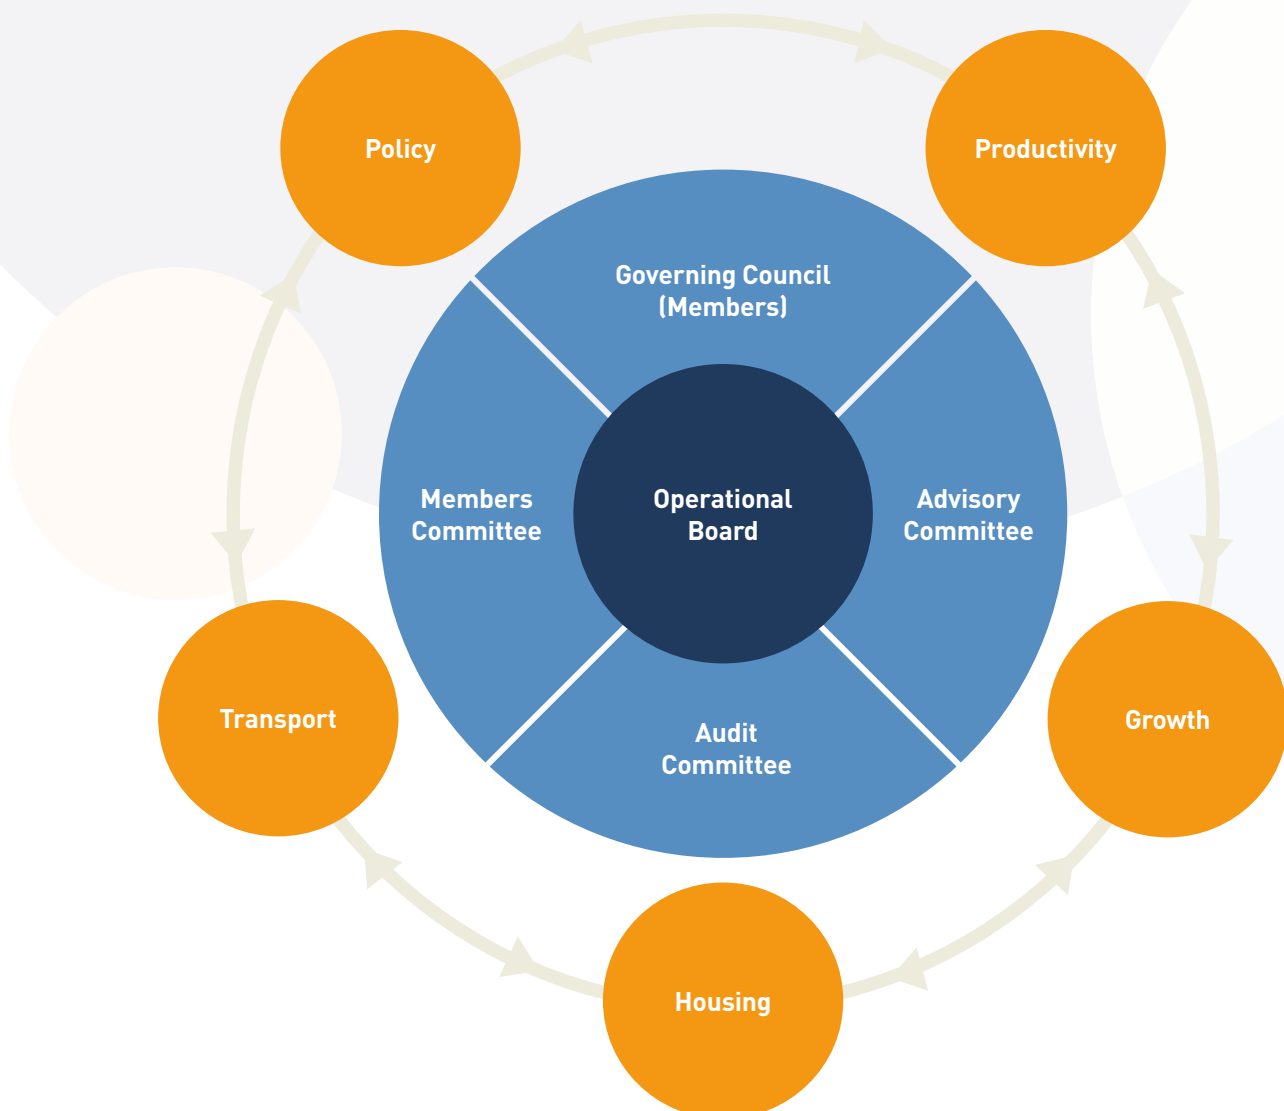 Policy
Productivity
Governing Council
(Members)
Members
Committee
Operational
Board
Advisory
Committee
Transport
Growth
Audit
Committee
Housing